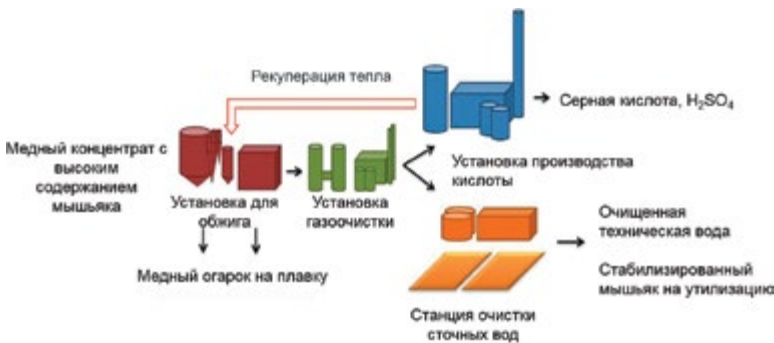 Рекуперация тепла
Серная кислота, H₂SO₄
Медный концентрат с
высоким
содержанием
мышьяка
Установка для
обжига
Установка
газоочистки
Установка производства
кислоты
Медный огарок на плавку
Очищенная
техническая вода
Стабилизированный
мышьяк на утилизацию
Станция очистки
сточных вод